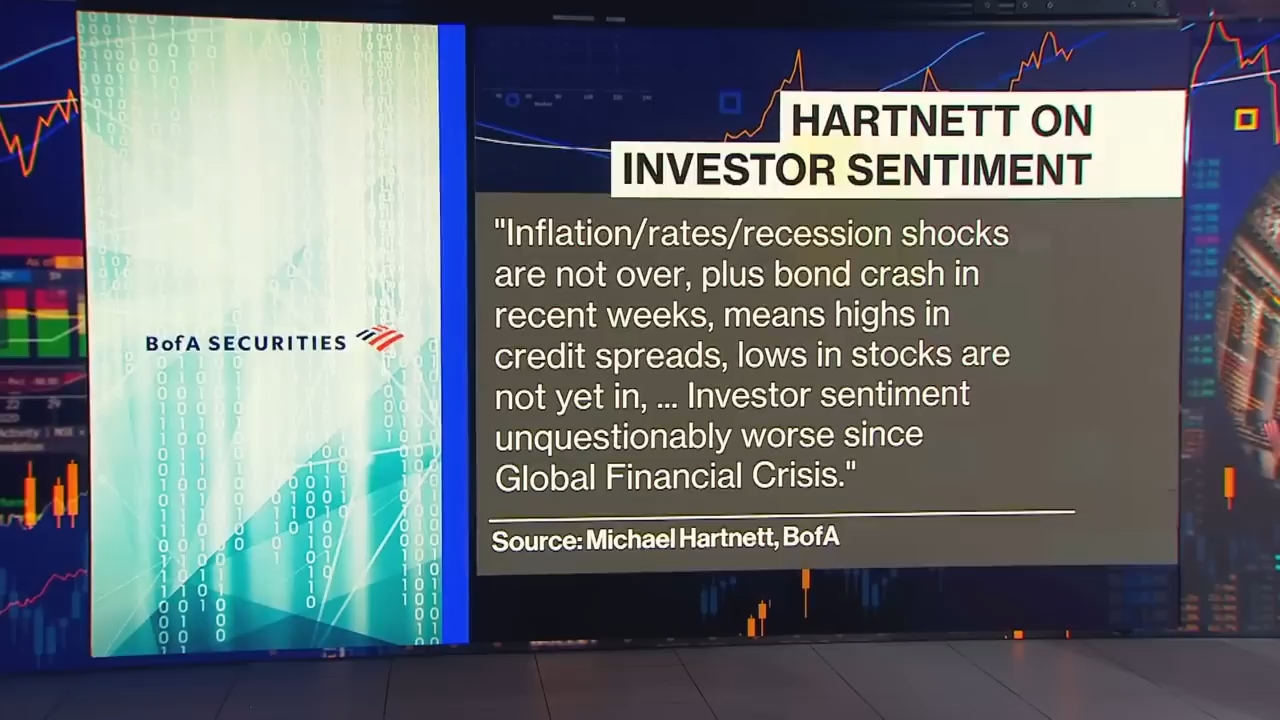 HARTNETT ON
INVESTOR SENTIMENT
"Inflation/rates/recession shocks
are not over, plus bond crash in
recent weeks, means highs in
credit spreads, lows in stocks are
not yet in, ... Investor sentiment
unquestionably worse since
Global Financial Crisis."
Source: Michael Hartnett, BofA
BofA SECURITIES